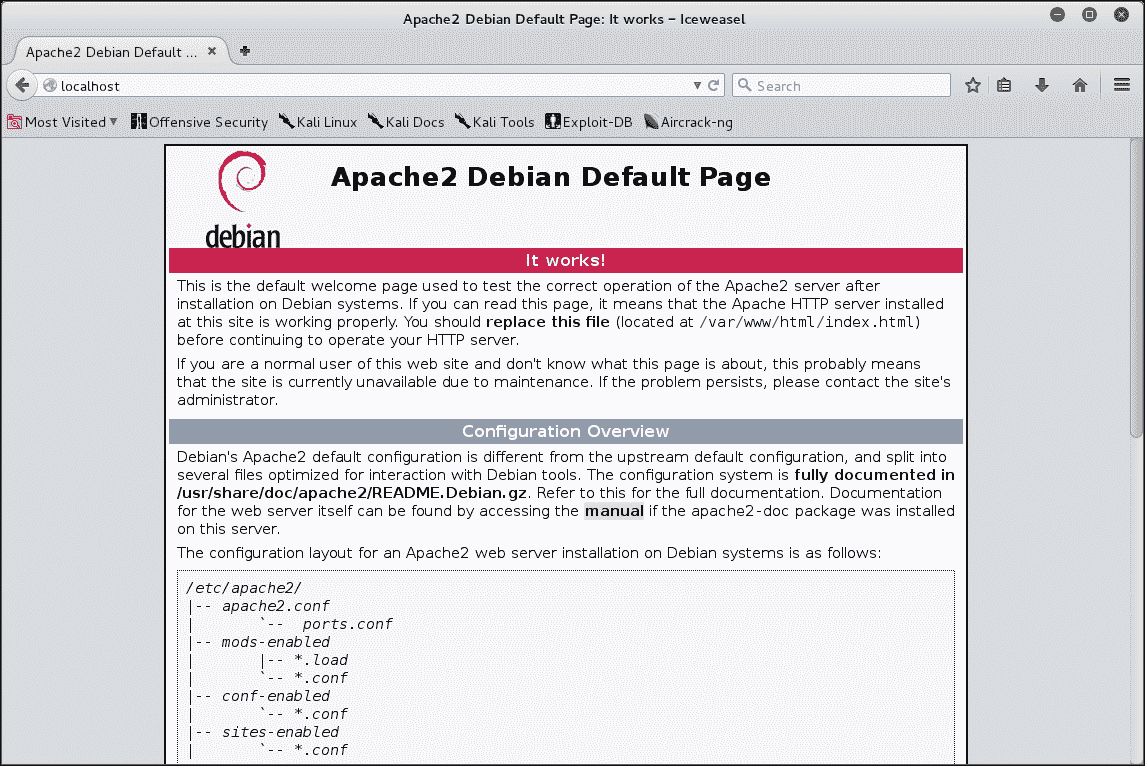 Apache2 Debian Default Page: It works – Iceweasel
Apache2 Debian Default ...
localhost
Search
Most Visited
Offensive Security
Kali Linux
Kali Docs
Kali Tools
Exploit-DB
Aircrack-ng
debian
Apache2 Debian Default Page
It works!
This is the default welcome page used to test the correct operation of the Apache2 server after
installation on Debian systems. If you can read this page, it means that the Apache HTTP server installed
at this site is working properly. You should replace this file (located at /var/www/html/index.html)
before continuing to operate your HTTP server.
If you are a normal user of this web site and don't know what this page is about, this probably means
that the site is currently unavailable due to maintenance. If the problem persists, please contact the site's
administrator.
Configuration Overview
Debian's Apache2 default configuration is different from the upstream default configuration, and split into
several files optimized for interaction with Debian tools. The configuration system is fully documented in
/usr/share/doc/apache2/README.Debian.gz. Refer to this for the full documentation. Documentation
for the web server itself can be found by accessing the manual if the apache2-doc package was installed
on this server.
The configuration layout for an Apache2 web server installation on Debian systems is as follows:
/etc/apache2/
|-- apache2.conf
|       `--  ports.conf
|-- mods-enabled
|       |-- *.load
|       `-- *.conf
|-- conf-enabled
|       `-- *.conf
|-- sites-enabled
|       `-- *.conf